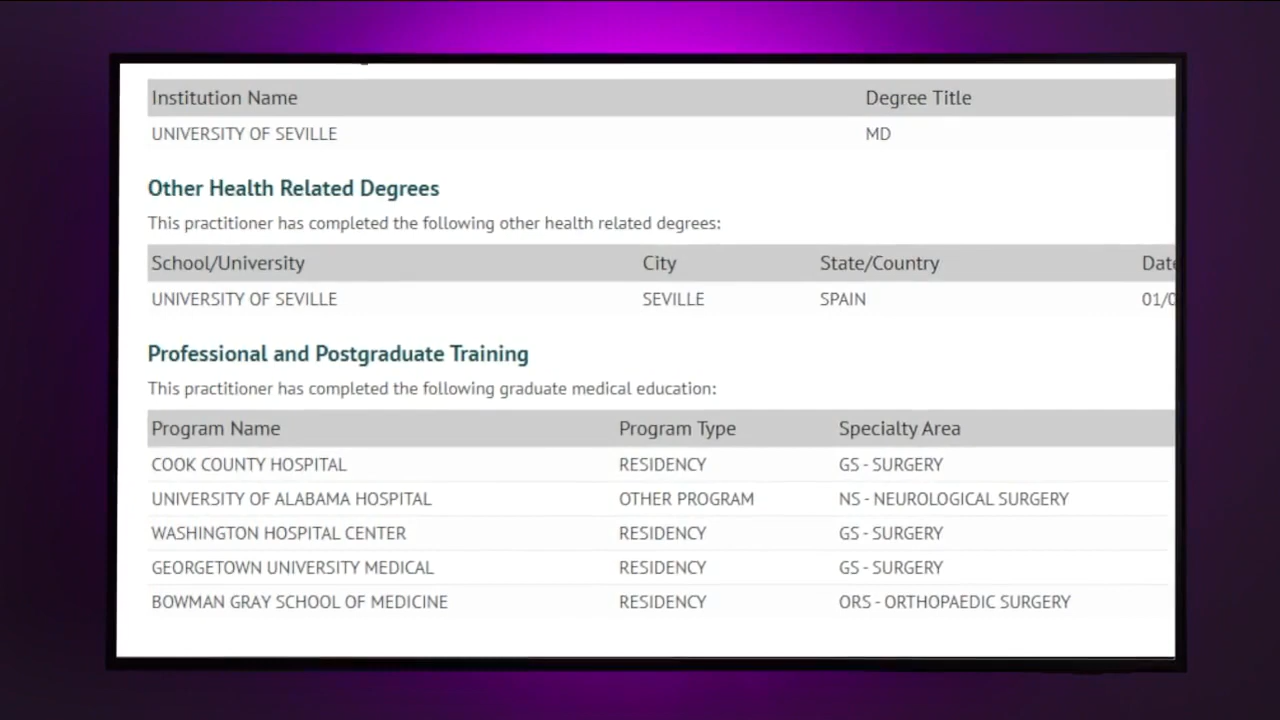 Institution Name Degree Title
UNIVERSITY OF SEVILLE MD
Other Health Related Degrees
This practitioner has completed the following other health related degrees:
School/University City State/Country
UNIVERSITY OF SEVILLE SEVILLE SPAIN 01/0
Professional and Postgraduate Training
This practitioner has completed the following graduate medical education:
Program Name Program Type Specialty Area
COOK COUNTY HOSPITAL RESIDENCY GS - SURGERY
UNIVERSITY OF ALABAMA HOSPITAL OTHER PROGRAM NS - NEUROLOGICAL SURGERY
WASHINGTON HOSPITAL CENTER RESIDENCY GS - SURGERY
GEORGETOWN UNIVERSITY MEDICAL RESIDENCY GS - SURGERY
BOWMAN GRAY SCHOOL OF MEDICINE RESIDENCY ORS - ORTHOPAEDIC SURGERY